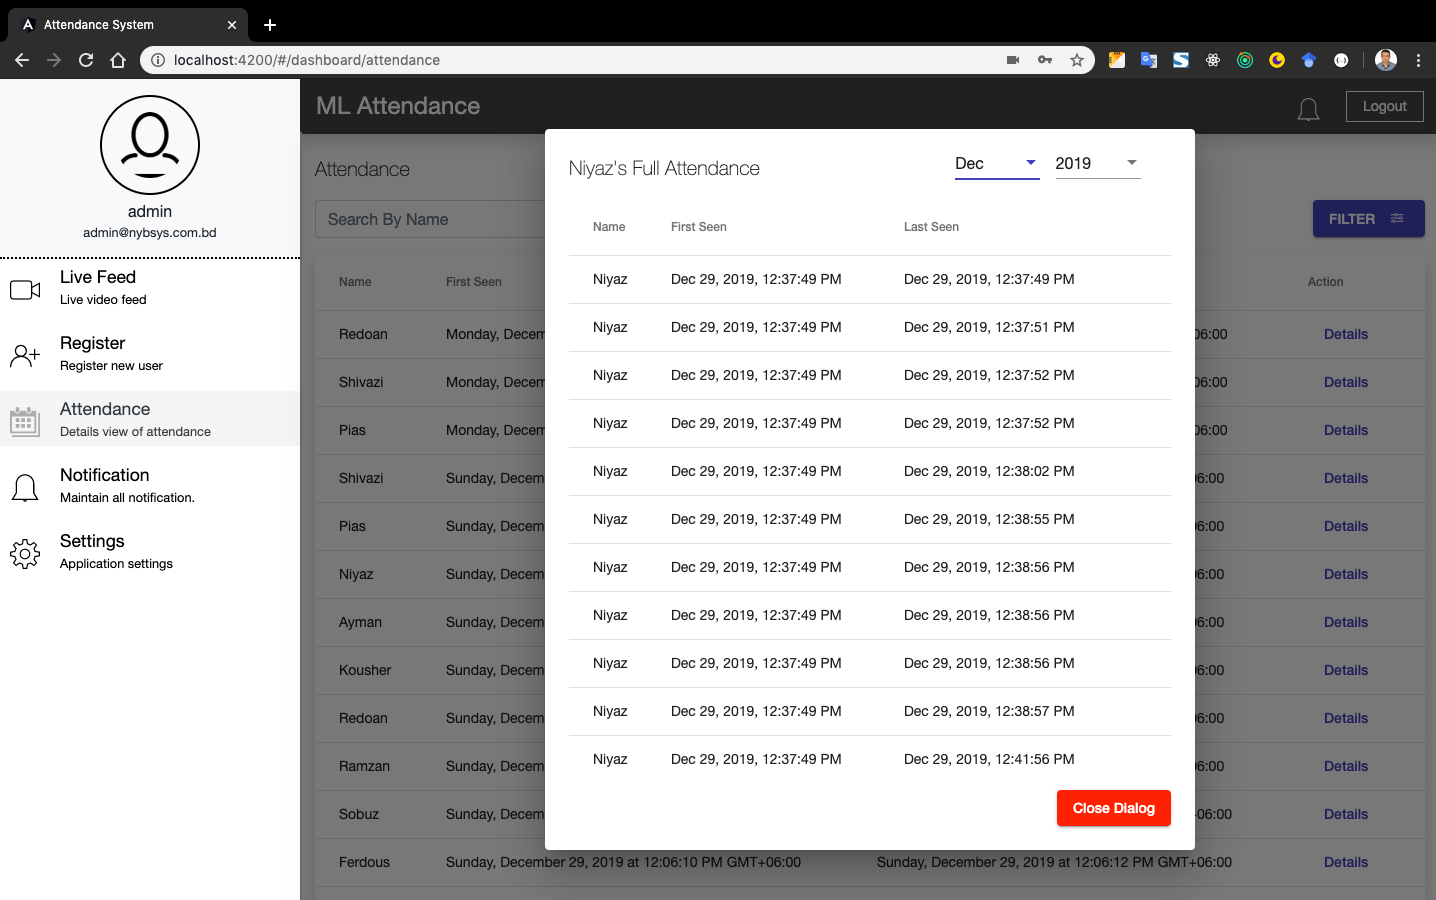 Attendance System
localhost:4200/#/dashboard/attendance
ML Attendance
Logout
admin
admin@nybsys.com.bd
Live Feed
Live video feed
Register
Register new user
Attendance
Details view of attendance
Notification
Maintain all notification.
Settings
Application settings
Attendance
Search By Name
FILTER
Name First Seen Action
Redoan Monday, Decem 06:00 Details
Shivazi Monday, Decem 06:00 Details
Pias Monday, Decem 06:00 Details
Shivazi Sunday, Decem 06:00 Details
Pias Sunday, Decem 06:00 Details
Niyaz Sunday, Decem 06:00 Details
Ayman Sunday, Decem 06:00 Details
Kousher Sunday, Decem 06:00 Details
Redoan Sunday, Decem 06:00 Details
Ramzan Sunday, Decem 06:00 Details
Sobuz Sunday, Decem 06:00 Details
Ferdous Sunday, December 29, 2019 at 12:06:10 PM GMT+06:00 Sunday, December 29, 2019 at 12:06:12 PM GMT+06:00 Details
Niyaz's Full Attendance
Dec 2019
Name First Seen Last Seen
Niyaz Dec 29, 2019, 12:37:49 PM Dec 29, 2019, 12:37:49 PM
Niyaz Dec 29, 2019, 12:37:49 PM Dec 29, 2019, 12:37:51 PM
Niyaz Dec 29, 2019, 12:37:49 PM Dec 29, 2019, 12:37:52 PM
Niyaz Dec 29, 2019, 12:37:49 PM Dec 29, 2019, 12:37:52 PM
Niyaz Dec 29, 2019, 12:37:49 PM Dec 29, 2019, 12:38:02 PM
Niyaz Dec 29, 2019, 12:37:49 PM Dec 29, 2019, 12:38:55 PM
Niyaz Dec 29, 2019, 12:37:49 PM Dec 29, 2019, 12:38:56 PM
Niyaz Dec 29, 2019, 12:37:49 PM Dec 29, 2019, 12:38:56 PM
Niyaz Dec 29, 2019, 12:37:49 PM Dec 29, 2019, 12:38:56 PM
Niyaz Dec 29, 2019, 12:37:49 PM Dec 29, 2019, 12:38:57 PM
Niyaz Dec 29, 2019, 12:37:49 PM Dec 29, 2019, 12:41:56 PM
Close Dialog